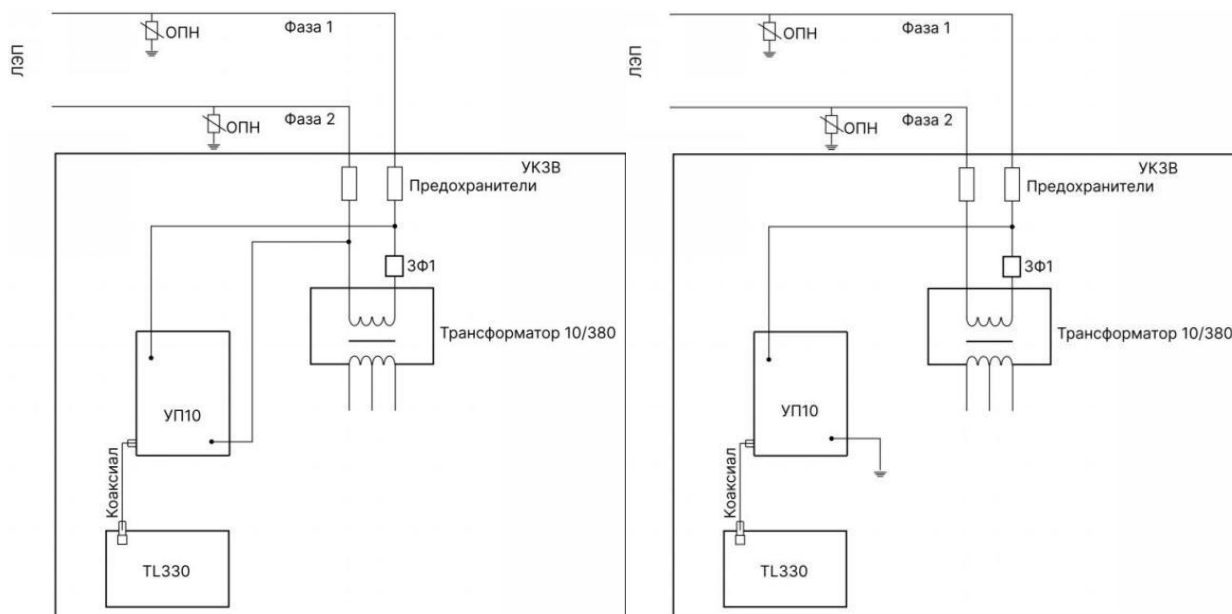 ЛЭП
ОПН
Фаза 1
ОПН
Фаза 2
УКЗВ
Предохранители
ЗФ1
Трансформатор 10/380
УП10
Коаксиал
TL330
ЛЭП
ОПН
Фаза 1
ОПН
Фаза 2
УКЗВ
Предохранители
ЗФ1
Трансформатор 10/380
УП10
Коаксиал
TL330